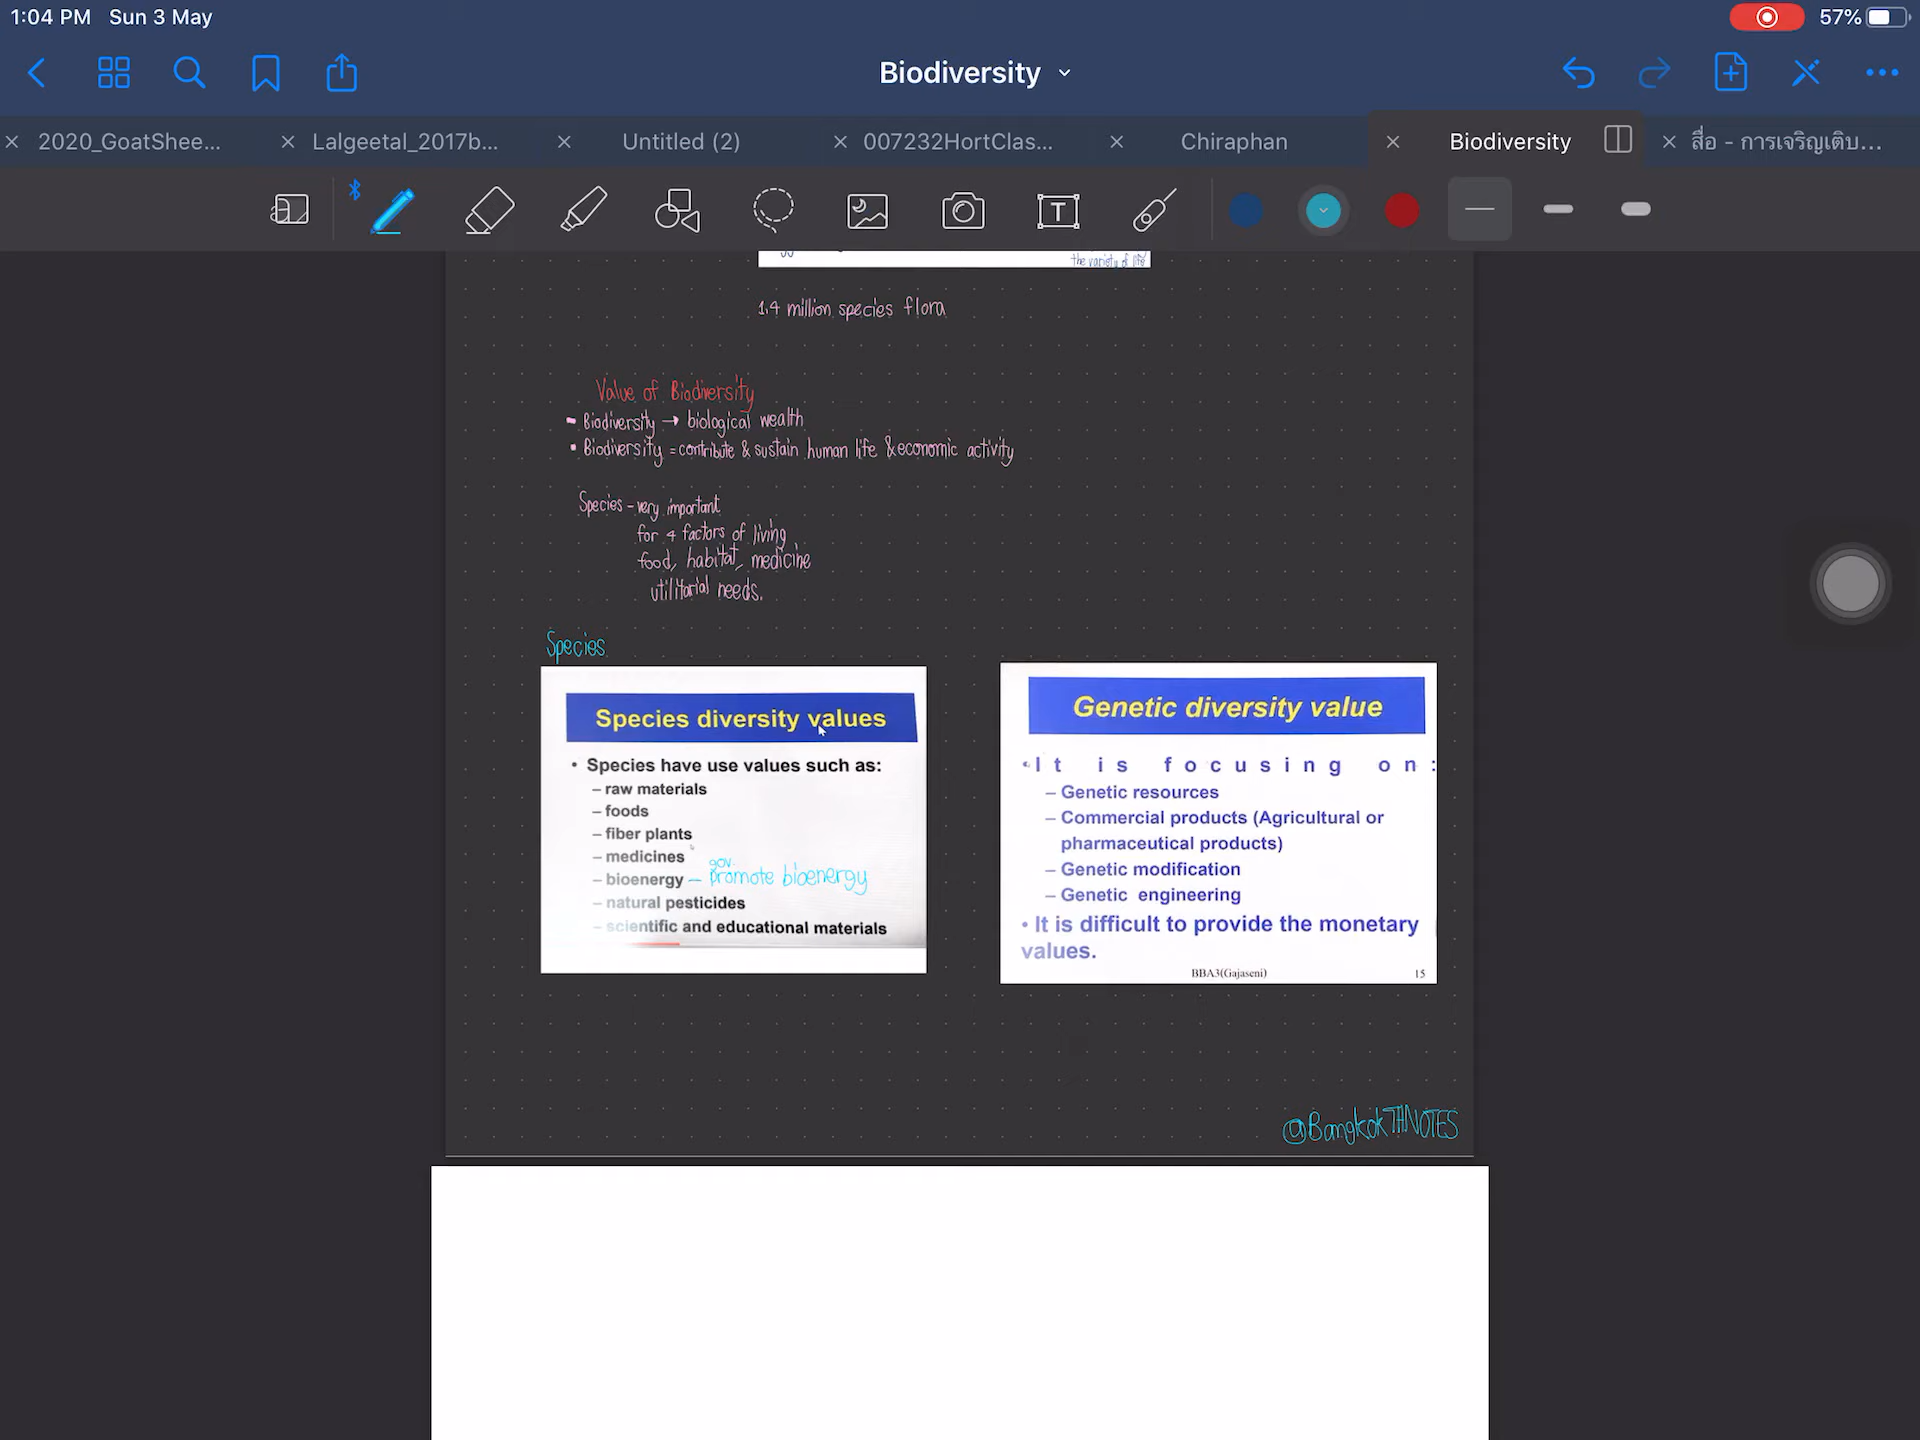 1:04 PM Sun 3 May
57%
Biodiversity
2020_GoatShee...
Lalgeetal_2017b...
Untitled (2)
007232HortClas...
Chiraphan
Biodiversity
สื่อ - การเจริญเติบ...
the variety of life
1.4 million species flora
Value of Biodiversity
- Biodiversity → biological wealth
• Biodiversity = contribute & sustain human life & economic activity
Species - very important
for 4 factors of living
food, habitat, medicine
utilitarial needs.
Species
Species diversity values
• Species have use values such as:
– raw materials
– foods
– fiber plants
– medicines
gov.
– bioenergy – promote bioenergy
– natural pesticides
– scientific and educational materials
Genetic diversity value
• It is focusing on:
– Genetic resources
– Commercial products (Agricultural or
pharmaceutical products)
– Genetic modification
– Genetic engineering
• It is difficult to provide the monetary
values.
BBA3(Gajaseni)
15
@BangkokTHNOTES